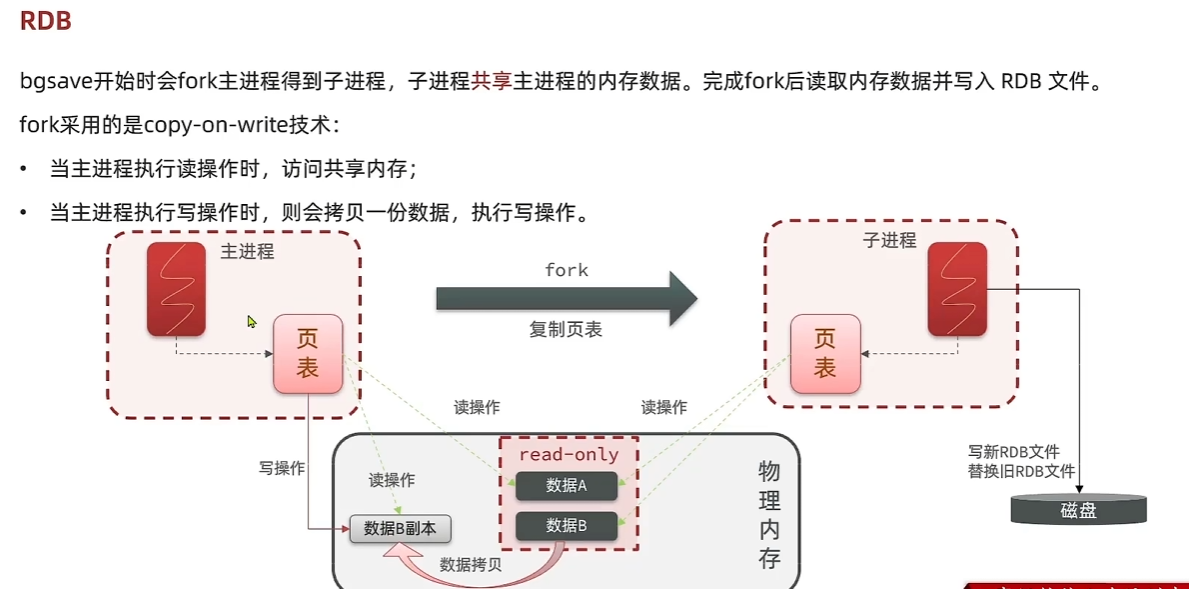 RDB
bgsave开始时会fork主进程得到子进程，子进程共享主进程的内存数据。完成fork后读取内存数据并写入 RDB 文件。
fork采用的是copy-on-write技术：
• 当主进程执行读操作时，访问共享内存；
• 当主进程执行写操作时，则会拷贝一份数据，执行写操作。
主进程
页
表
fork
复制页表
子进程
页
表
读操作
读操作
写操作
读操作
read-only
数据A
数据B
数据B副本
数据拷贝
物
理
内
存
写新RDB文件
替换旧RDB文件
磁盘